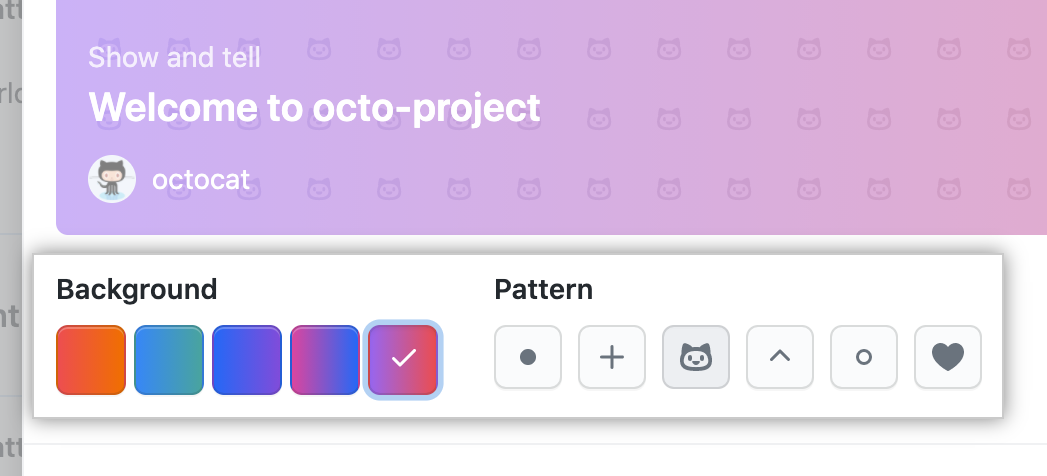 Show and tell
Welcome to octo-project
octocat
Background
Pattern